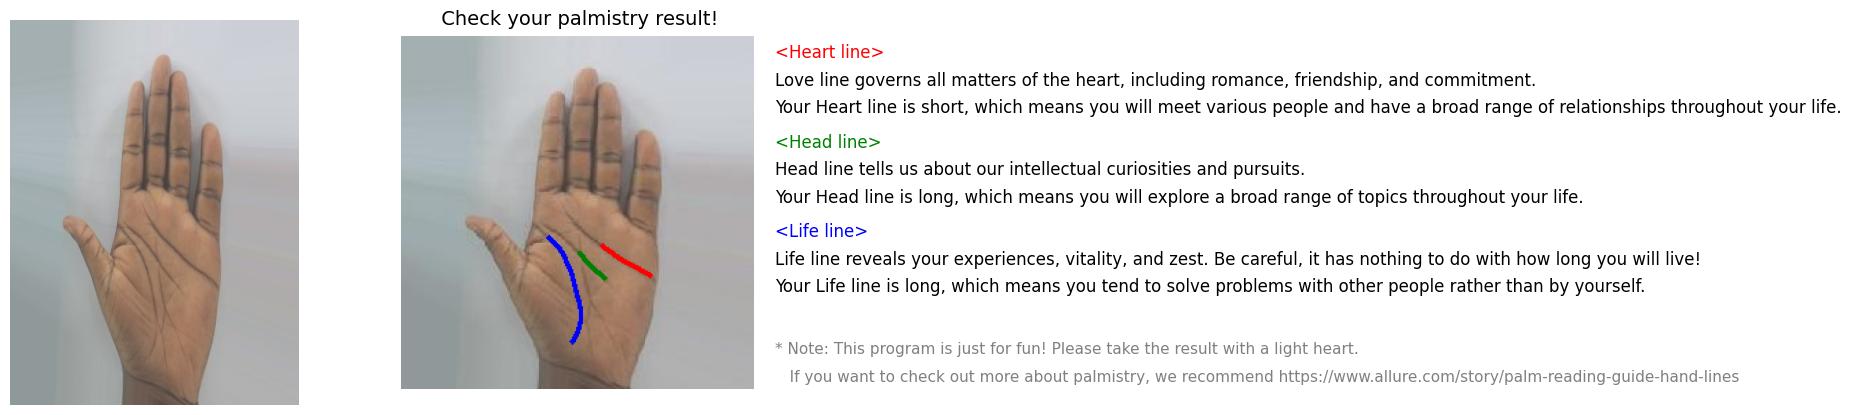 Check your palmistry result!
<Heart line>
Love line governs all matters of the heart, including romance, friendship, and commitment.
Your Heart line is short, which means you will meet various people and have a broad range of relationships throughout your life.
<Head line>
Head line tells us about our intellectual curiosities and pursuits.
Your Head line is long, which means you will explore a broad range of topics throughout your life.
<Life line>
Life line reveals your experiences, vitality, and zest. Be careful, it has nothing to do with how long you will live!
Your Life line is long, which means you tend to solve problems with other people rather than by yourself.
* Note: This program is just for fun! Please take the result with a light heart.
If you want to check out more about palmistry, we recommend https://www.allure.com/story/palm-reading-guide-hand-lines